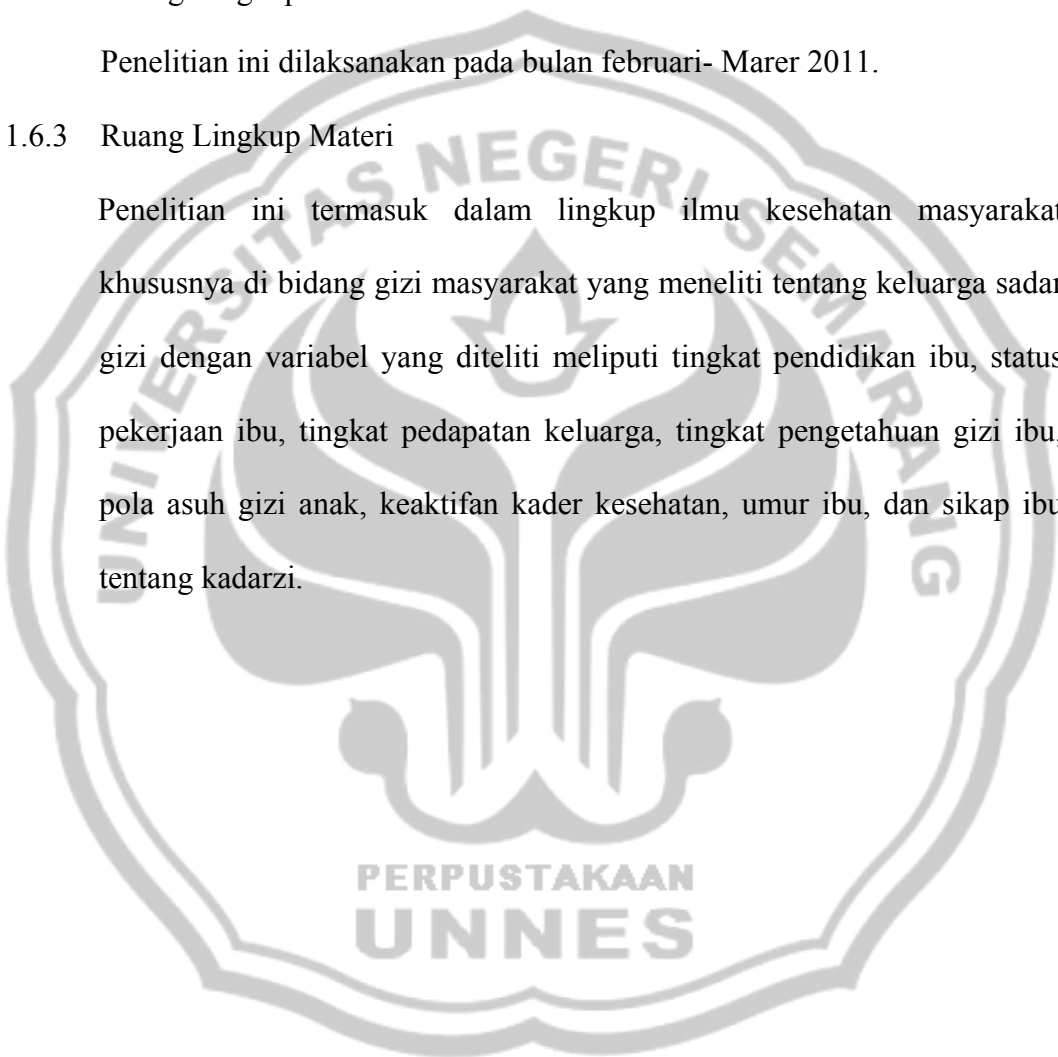 Penelitian ini dilaksanakan pada bulan februari- Marer 2011.
1.6.3 Ruang Lingkup Materi
Penelitian ini termasuk dalam lingkup ilmu kesehatan masyarakat
khususnya di bidang gizi masyarakat yang meneliti tentang keluarga sadar
gizi dengan variabel yang diteliti meliputi tingkat pendidikan ibu, status
pekerjaan ibu, tingkat pedapatan keluarga, tingkat pengetahuan gizi ibu,
pola asuh gizi anak, keaktifan kader kesehatan, umur ibu, dan sikap ibu
tentang kadarzi.
UNIVERSITAS NEGERI SEMARANG
PERPUSTAKAAN
UNNES